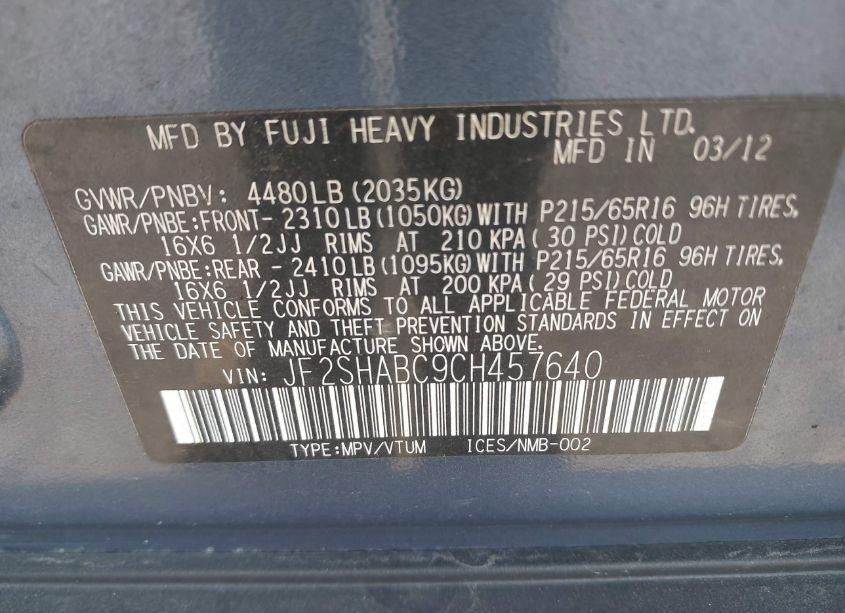 MFD BY FUJI HEAVY INDUSTRIES LTD.
MFD IN 03/12
GVWR/PNBV: 4480LB (2035KG)
GAWR/PNBE:FRONT- 2310LB (1050KG) WITH P215/65R16 96H TIRES,
16X6 1/2JJ RIMS AT 210 KPA( 30 PSI)COLD
GAWR/PNBE:REAR - 2410LB (1095KG) WITH P215/65R16 96H TIRES,
16X6 1/2JJ RIMS AT 200 KPA( 29 PSI)COLD
THIS VEHICLE CONFORMS TO ALL APPLICABLE FEDERAL MOTOR
VEHICLE SAFETY AND THEFT PREVENTION STANDARDS IN EFFECT ON
THE DATE OF MANUFACTURE SHOWN ABOVE.
VIN: JF2SHABC9CH457640
TYPE:MPV/VTUM ICES/NMB-002